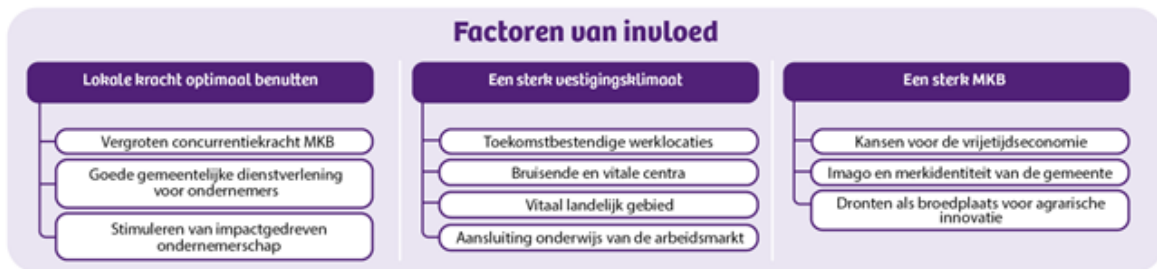 Factoren van invloed
Lokale kracht optimaal benutten
Vergroten concurrentiekracht MKB
Goede gemeentelijke dienstverlening
voor ondernemers
Stimuleren van impactgedreven
ondernemerschap
Een sterk vestigingsklimaat
Toekomstbestendige werklocaties
Bruisende en vitale centra
Vitaal landelijk gebied
Aansluiting onderwijs van de arbeidsmarkt
Een sterk MKB
Kansen voor de vrijetijdseconomie
Imago en merkidentiteit van de gemeente
Dronten als broedplaats voor agrarische
innovatie